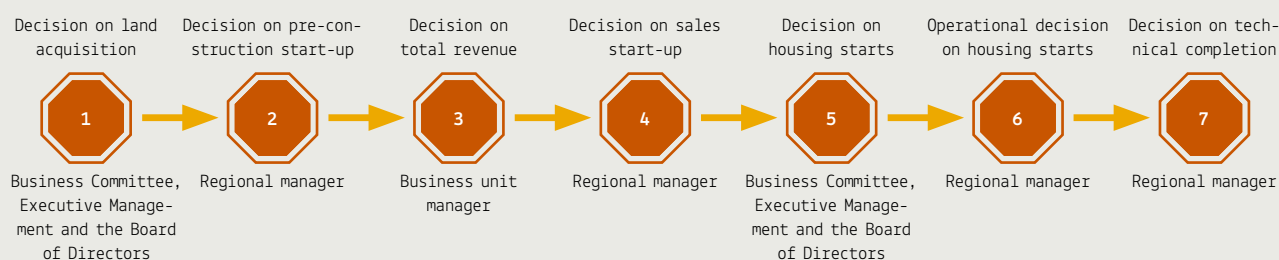 Decision on land
acquisition
Decision on pre-con-
struction start-up
Decision on
total revenue
Decision on sales
start-up
Decision on
housing starts
Operational decision
on housing starts
Decision on tech-
nical completion
1
2
3
4
5
6
7
Business Committee,
Executive Manage-
ment and the Board
of Directors
Regional manager
Business unit
manager
Regional manager
Business Committee,
Executive Manage-
ment and the Board
of Directors
Regional manager
Regional manager